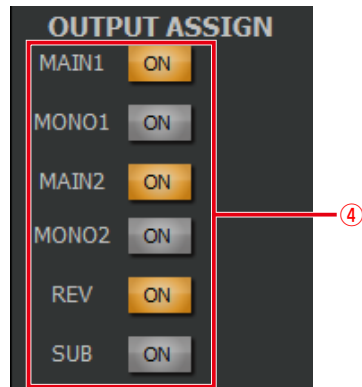 OUTPUT ASSIGN
MAIN1 ON
MONO1 ON
MAIN2 ON
④
MONO2 ON
REV ON
SUB ON